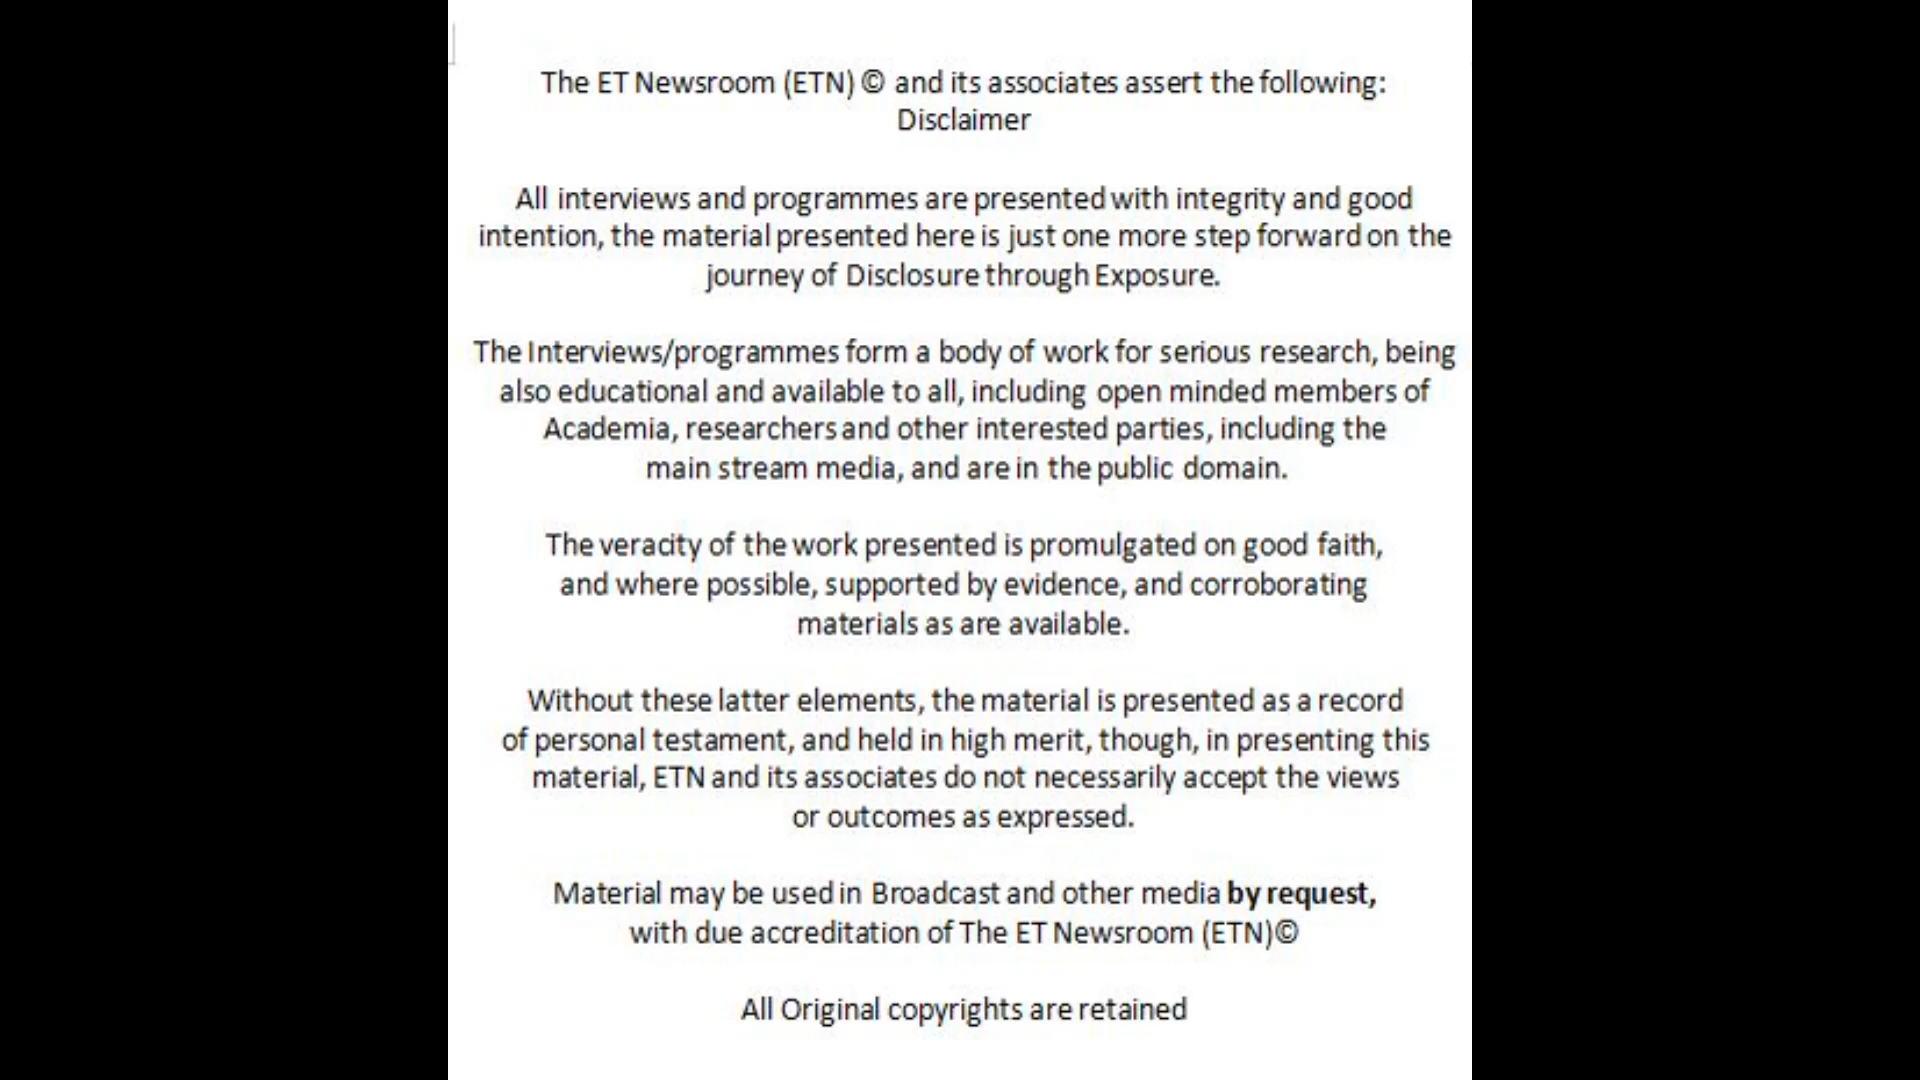 The ET Newsroom (ETN) © and its associates assert the following:
Disclaimer
All interviews and programmes are presented with integrity and good
intention, the material presented here is just one more step forward on the
journey of Disclosure through Exposure.
The Interviews/programmes form a body of work for serious research, being
also educational and available to all, including open minded members of
Academia, researchers and other interested parties, including the
main stream media, and are in the public domain.
The veracity of the work presented is promulgated on good faith,
and where possible, supported by evidence, and corroborating
materials as are available.
Without these latter elements, the material is presented as a record
of personal testament, and held in high merit, though, in presenting this
material, ETN and its associates do not necessarily accept the views
or outcomes as expressed.
Material may be used in Broadcast and other media by request,
with due accreditation of The ET Newsroom (ETN)©
All Original copyrights are retained